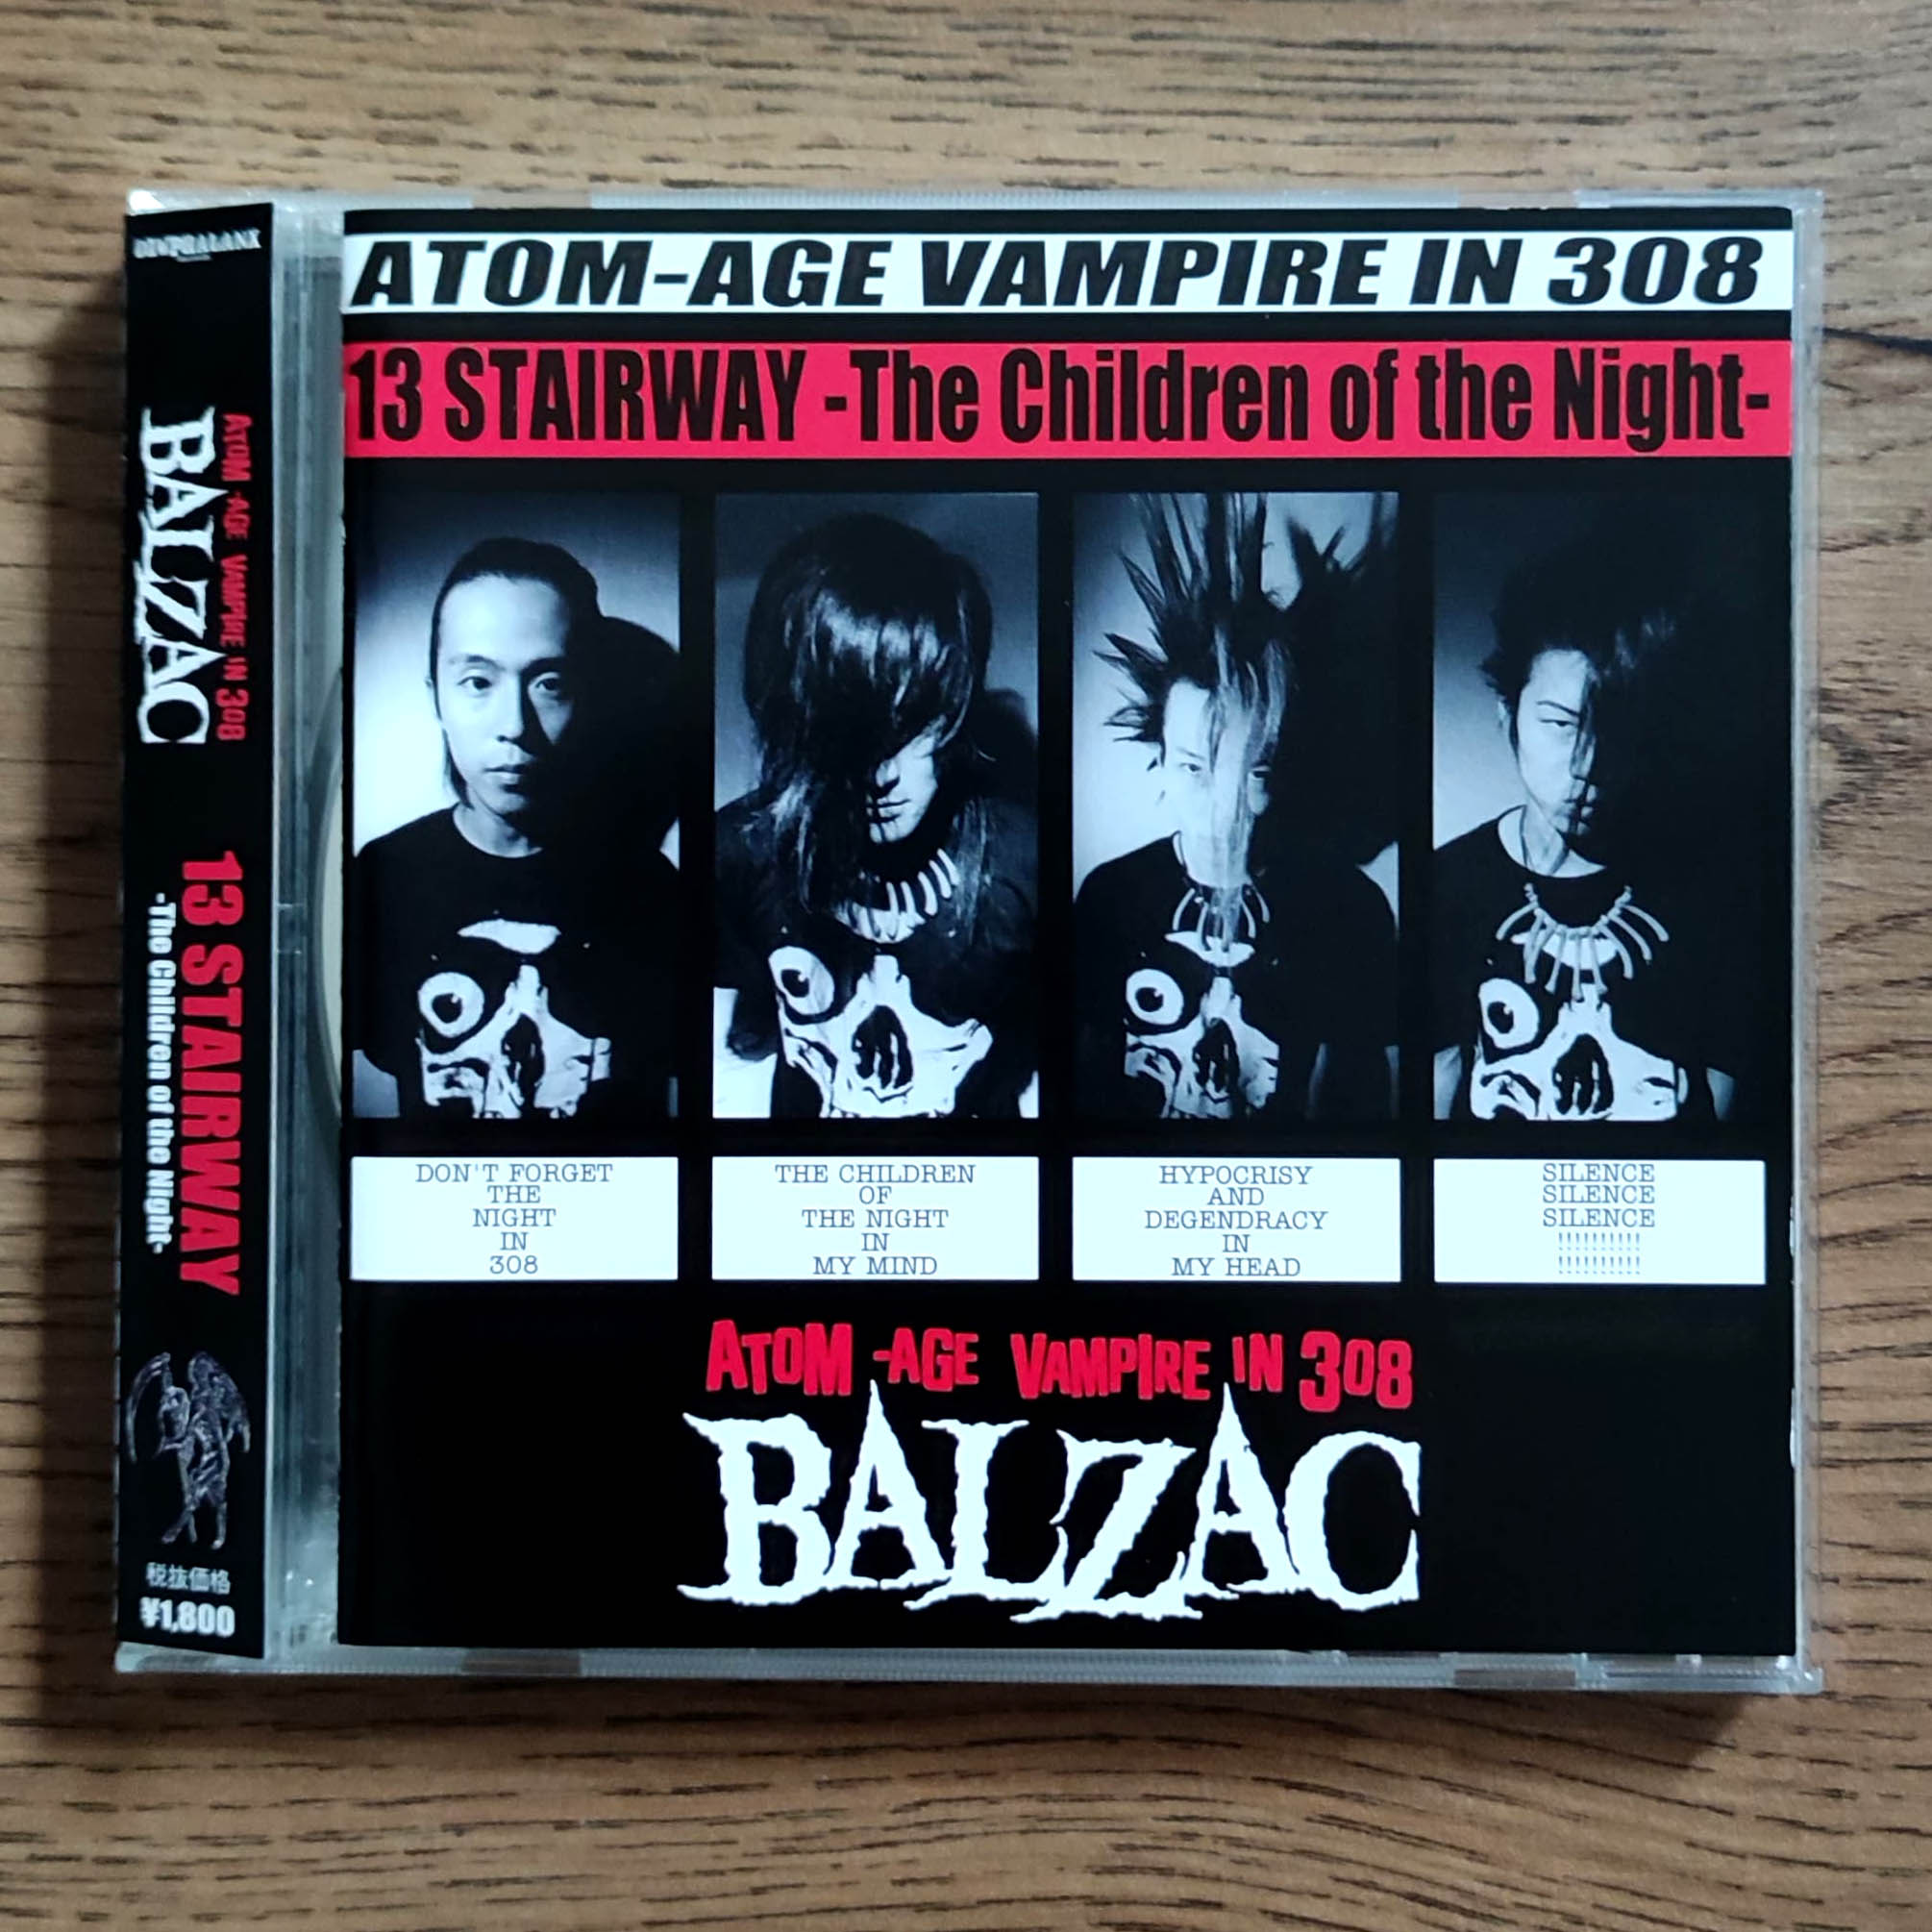 DIWPHALANX
ATOM-AGE VAMPIRE IN 308
BALZAC
13 STAIRWAY
-The Children of the Night-
税抜価格
¥1,800
ATOM-AGE VAMPIRE IN 308
13 STAIRWAY -The Children of the Night-
DON'T FORGET
THE
NIGHT
IN
308
THE CHILDREN
OF
THE NIGHT
IN
MY MIND
HYPOCRISY
AND
DEGENDRACY
IN
MY HEAD
SILENCE
SILENCE
SILENCE
!!!!!!!!!!
!!!!!!!!!!
ATOM-AGE VAMPIRE IN 308
BALZAC